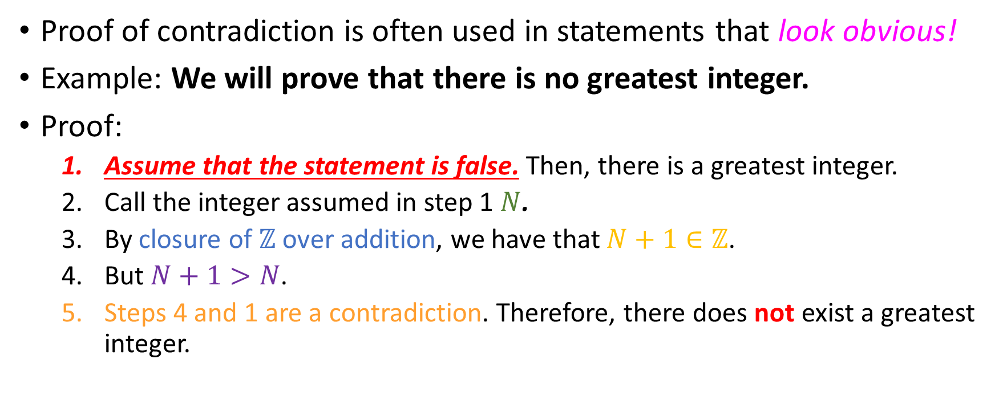 • Proof of contradiction is often used in statements that look obvious!
• Example: We will prove that there is no greatest integer.
• Proof:
1. Assume that the statement is false. Then, there is a greatest integer.
2. Call the integer assumed in step 1 N.
3. By closure of ℤ over addition, we have that N + 1 ∈ ℤ.
4. But N + 1 > N.
5. Steps 4 and 1 are a contradiction. Therefore, there does not exist a greatest
integer.